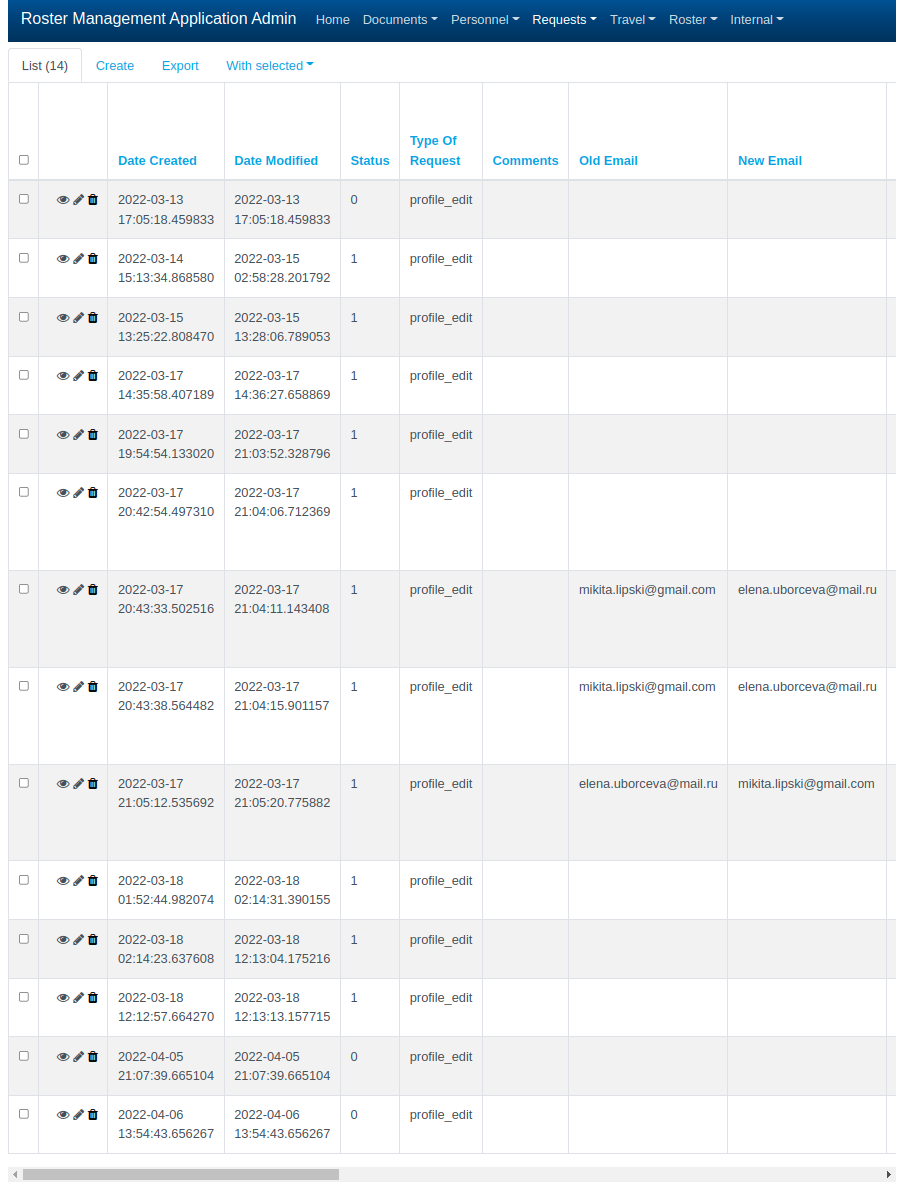 Roster Management Application Admin Home Documents Personnel Requests Travel Roster Internal
List (14) Create Export With selected
Type Of
Date Created Date Modified Status Request Comments Old Email New Email
2022-03-13 2022-03-13 0 profile_edit
17:05:18.459833 17:05:18.459833
2022-03-14 2022-03-15 1 profile_edit
15:13:34.868580 02:58:28.201792
2022-03-15 2022-03-15 1 profile_edit
13:25:22.808470 13:28:06.789053
2022-03-17 2022-03-17 1 profile_edit
14:35:58.407189 14:36:27.658869
2022-03-17 2022-03-17 1 profile_edit
19:54:54.133020 21:03:52.328796
2022-03-17 2022-03-17 1 profile_edit
20:42:54.497310 21:04:06.712369
2022-03-17 2022-03-17 1 profile_edit mikita.lipski@gmail.com elena.uborceva@mail.ru
20:43:33.502516 21:04:11.143408
2022-03-17 2022-03-17 1 profile_edit mikita.lipski@gmail.com elena.uborceva@mail.ru
20:43:38.564482 21:04:15.901157
2022-03-17 2022-03-17 1 profile_edit elena.uborceva@mail.ru mikita.lipski@gmail.com
21:05:12.535692 21:05:20.775882
2022-03-18 2022-03-18 1 profile_edit
01:52:44.982074 02:14:31.390155
2022-03-18 2022-03-18 1 profile_edit
02:14:23.637608 12:13:04.175216
2022-03-18 2022-03-18 1 profile_edit
12:12:57.664270 12:13:13.157715
2022-04-05 2022-04-05 0 profile_edit
21:07:39.665104 21:07:39.665104
2022-04-06 2022-04-06 0 profile_edit
13:54:43.656267 13:54:43.656267